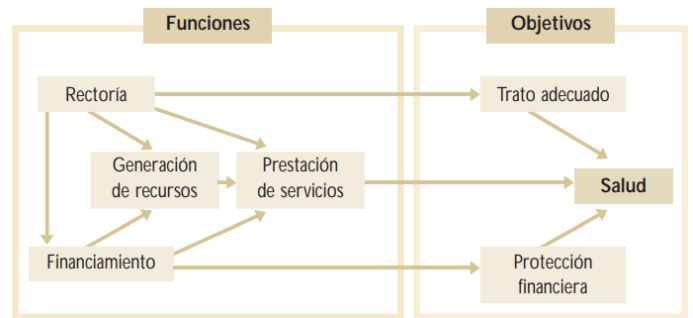 Funciones
Objetivos
Rectoría
Trato adecuado
Generación
de recursos
Prestación
de servicios
Salud
Financiamiento
Protección
financiera